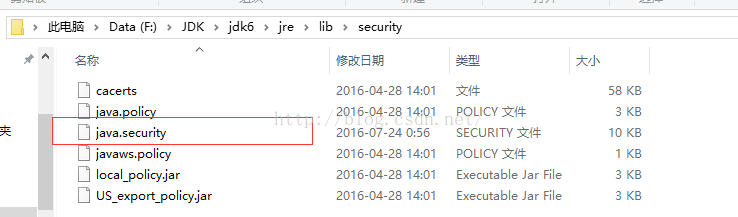 此电脑 › Data (F:) › JDK › jdk6 › jre › lib › security
名称 修改日期 类型 大小
cacerts 2016-04-28 14:01 文件 58 KB
java.policy 2016-04-28 14:01 POLICY 文件 3 KB
http://blog.csdn.net/
java.security 2016-07-24 0:56 SECURITY 文件 10 KB
夹
javaws.policy 2016-04-28 14:01 POLICY 文件 1 KB
local_policy.jar 2016-04-28 14:01 Executable Jar File 3 KB
US_export_policy.jar 2016-04-28 14:01 Executable Jar File 3 KB